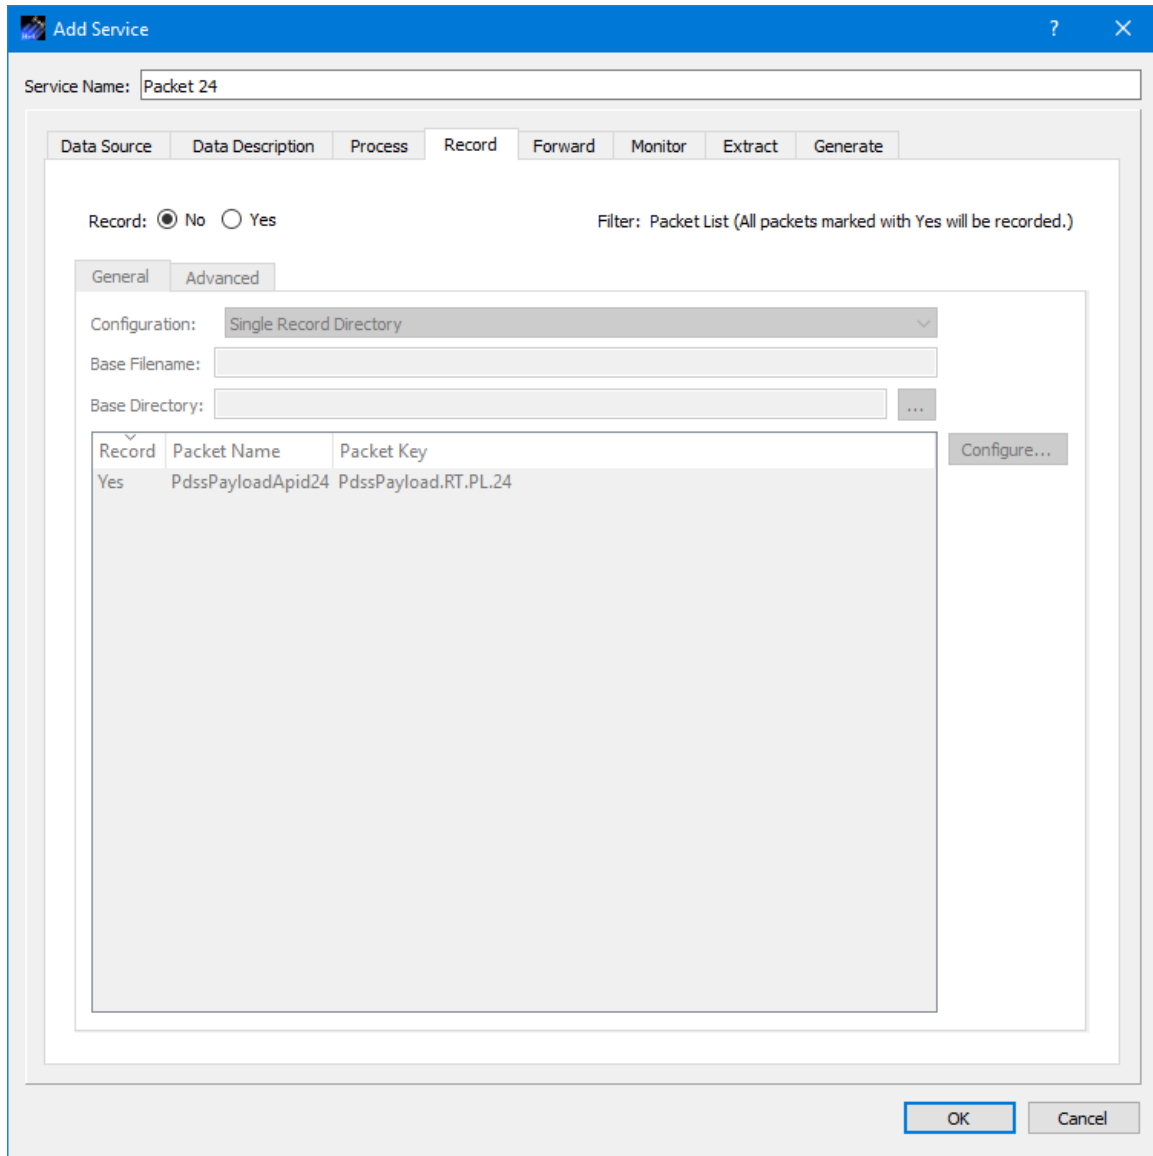 Add Service
?
Service Name: Packet 24
Data Source Data Description Process Record Forward Monitor Extract Generate
Record: No Yes Filter: Packet List (All packets marked with Yes will be recorded.)
General Advanced
Configuration: Single Record Directory
Base Filename:
Base Directory: ...
Record Packet Name Packet Key Configure...
Yes PdssPayloadApid24 PdssPayload.RT.PL.24
OK Cancel